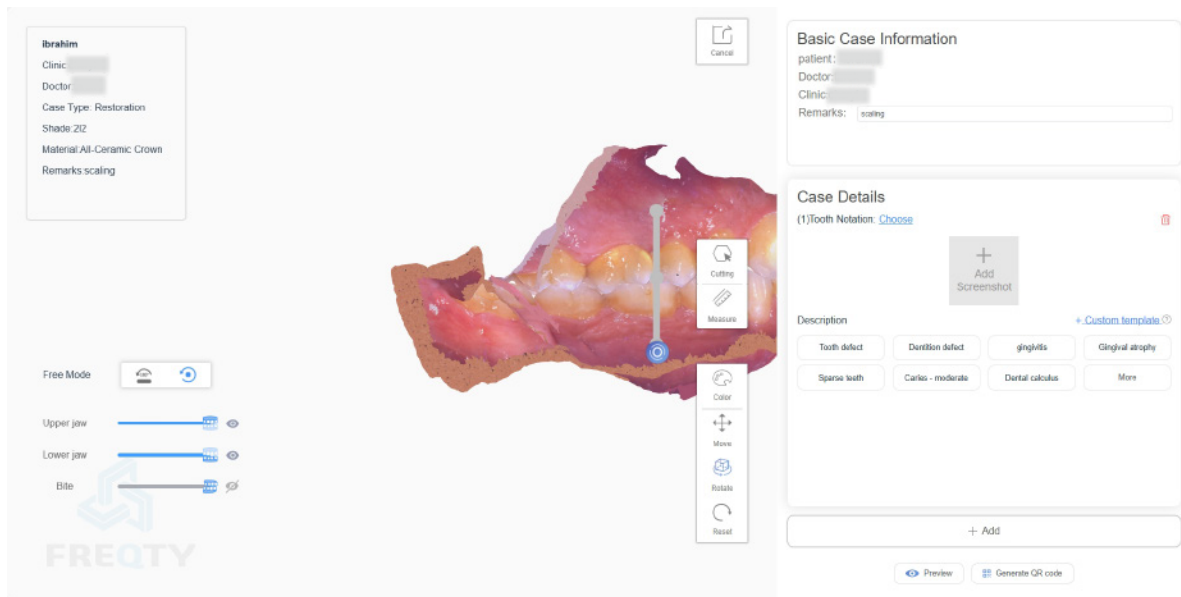 ibrahim
Clinic
Doctor
Case Type: Restoration
Shade:2I2
Material:All-Ceramic Crown
Remarks:scaling
Cancel
Cutting
Measure
Free Mode
Upper jaw
Lower jaw
Bite
Color
Move
Rotate
Reset
FREQTY
Basic Case Information
patient:
Doctor:
Clinic:
Remarks: scaling
Case Details
(1)Tooth Notation: Choose
+ Add Screenshot
Description + Custom template ?
Tooth defect Dentition defect gingivitis Gingival atrophy
Sparse teeth Caries - moderate Dental calculus More
+ Add
Preview Generate QR code